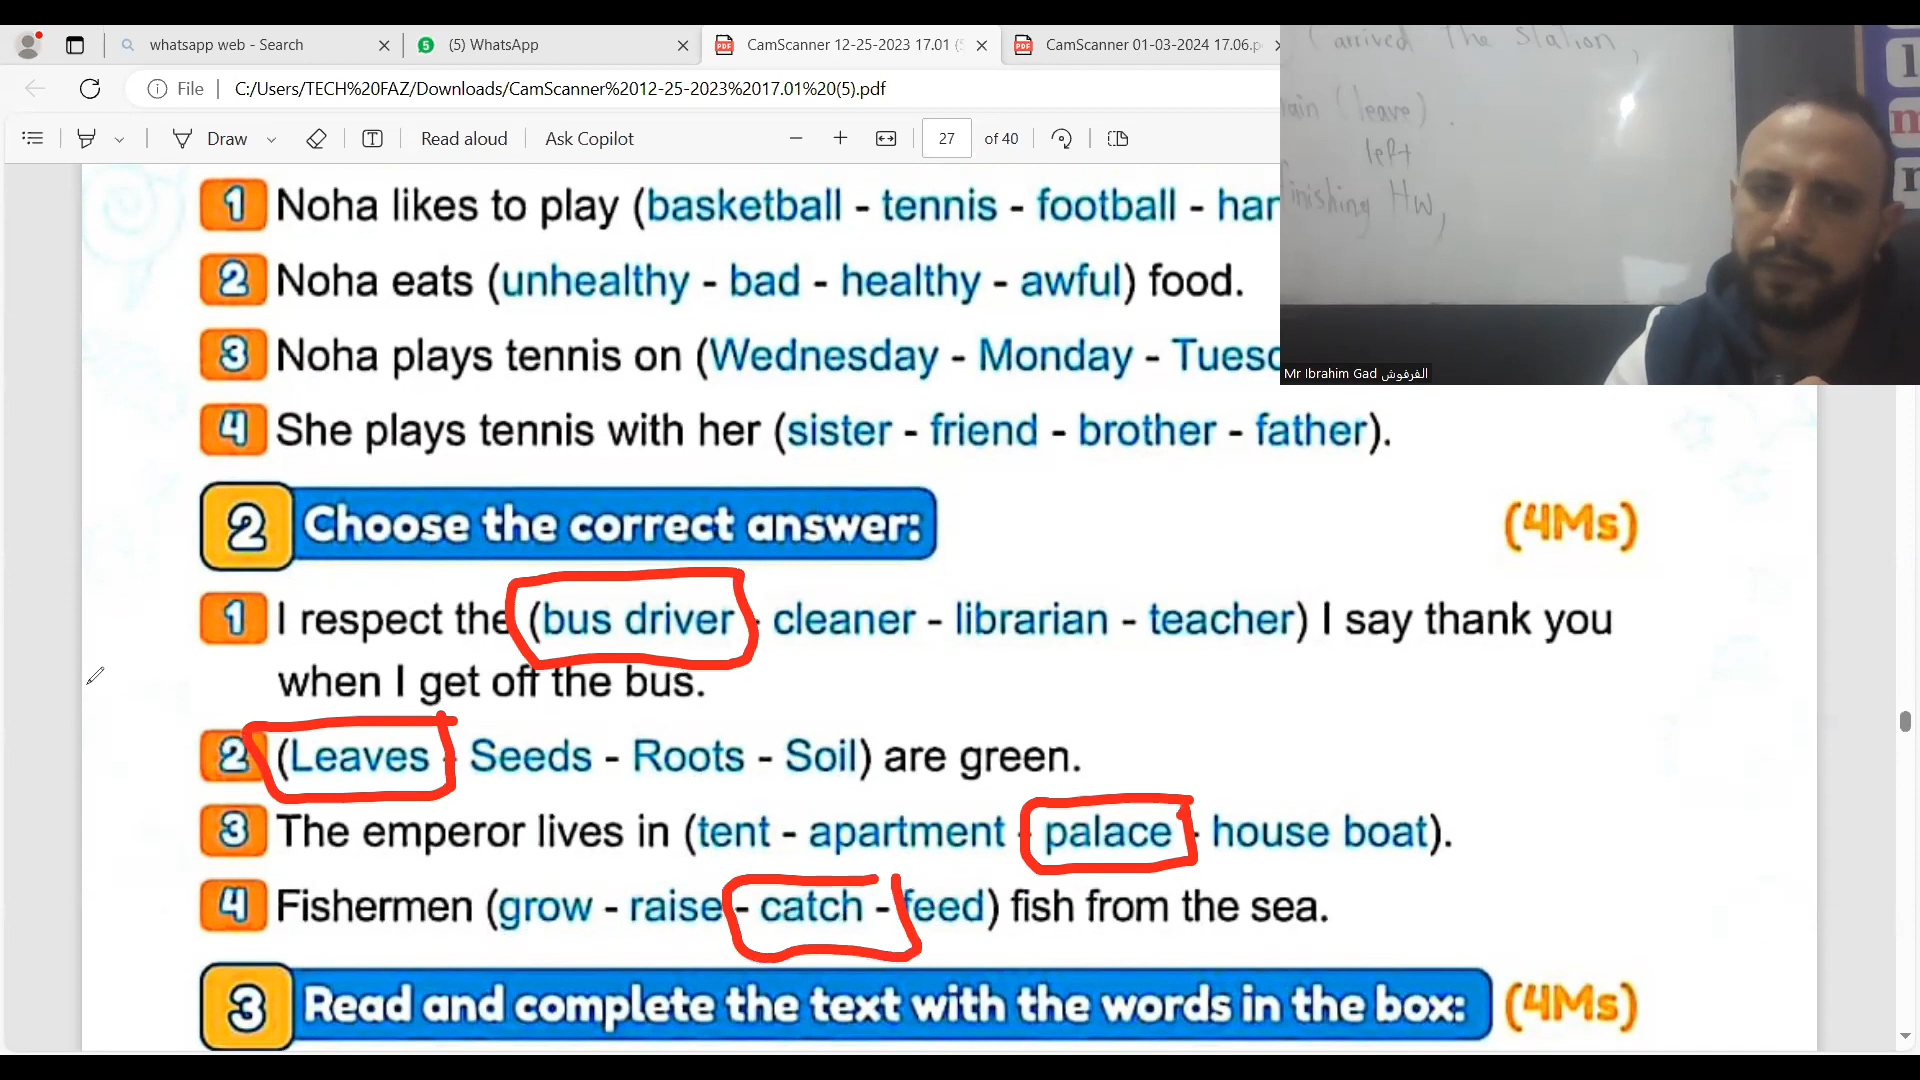 whatsapp web - Search
5
(5) WhatsApp
PDF
CamScanner 12-25-2023 17.01 (
PDF
CamScanner 01-03-2024 17.06.p
File
C:/Users/TECH%20FAZ/Downloads/CamScanner%2012-25-2023%2017.01%20(5).pdf
Draw
Read aloud
Ask Copilot
27
of 40
arrived The station,
(leave).
left
Hw,
Mr Ibrahim Gad الفرفوش
1 Noha likes to play (basketball - tennis - football - har
2 Noha eats (unhealthy - bad - healthy - awful) food.
3 Noha plays tennis on (Wednesday - Monday - Tuesd
4 She plays tennis with her (sister - friend - brother - father).
2 Choose the correct answer: (4Ms)
1 I respect the (bus driver - cleaner - librarian - teacher) I say thank you
when I get off the bus.
2 (Leaves - Seeds - Roots - Soil) are green.
3 The emperor lives in (tent - apartment - palace - house boat).
4 Fishermen (grow - raise - catch - feed) fish from the sea.
3 Read and complete the text with the words in the box: (4Ms)